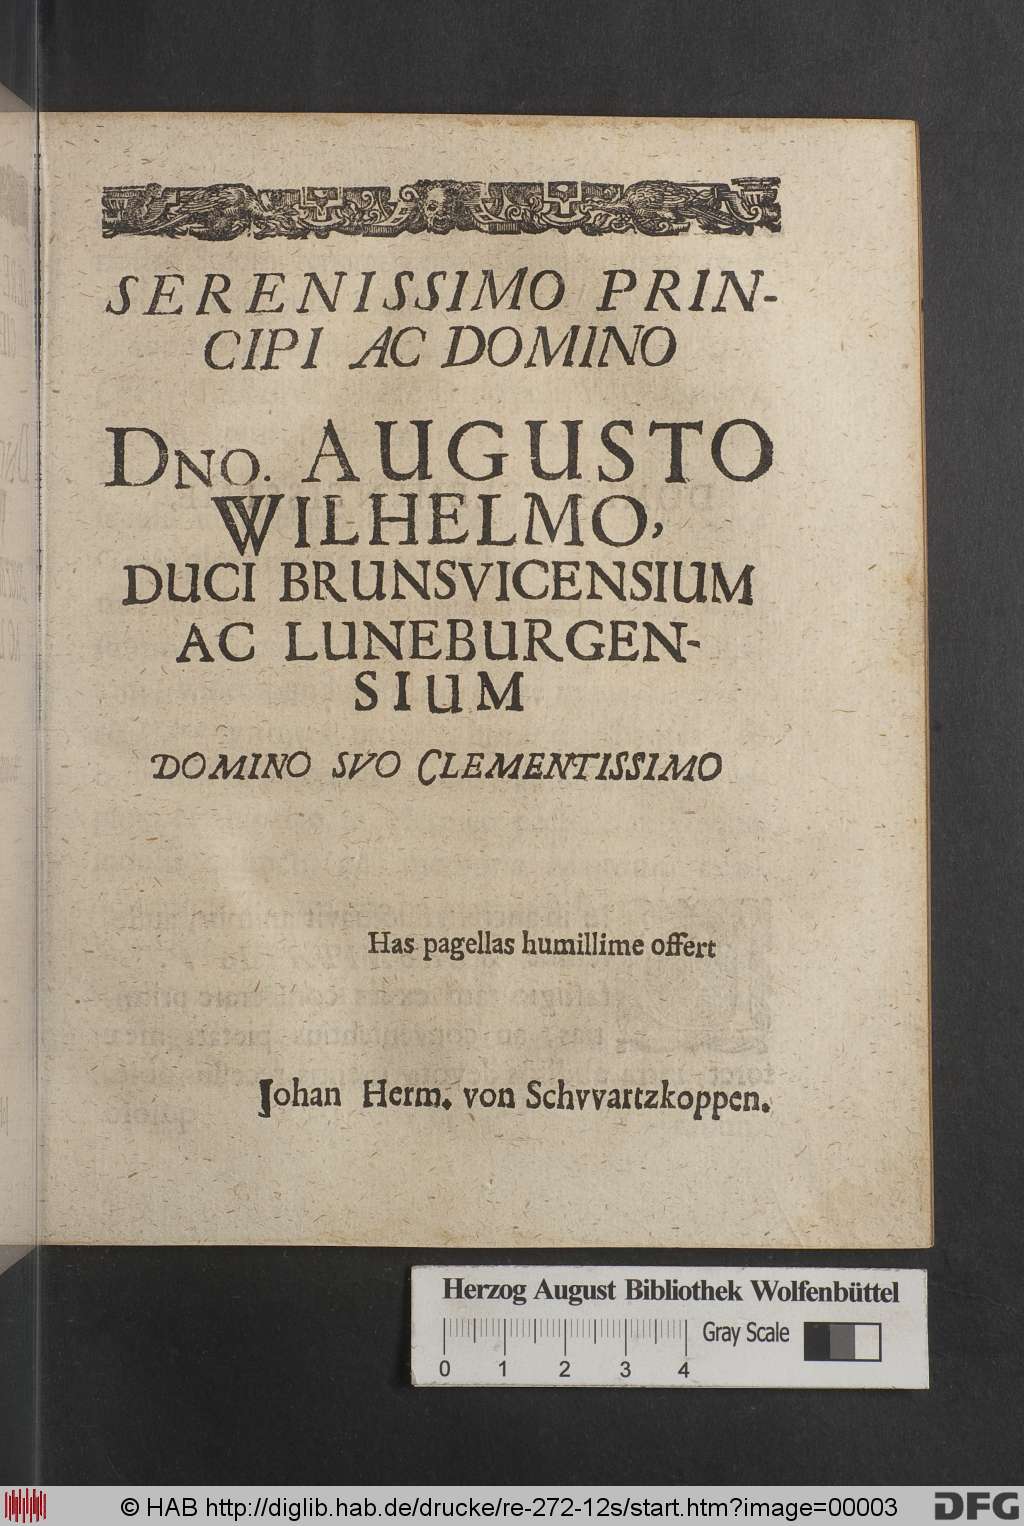 SERENISSIMO PRIN-
CIPI AC DOMINO
DNO. AUGUSTO
WILHELMO,
DUCI BRUNSVICENSIUM
AC LUNEBURGEN-
SIUM
DOMINO SVO CLEMENTISSIMO
Has pagellas humillime offert
Johan Herm. von Schvvartzkoppen.
Herzog August Bibliothek Wolfenbüttel
Gray Scale
0 1 2 3 4
© HAB http://diglib.hab.de/drucke/re-272-12s/start.htm?image=00003
DFG